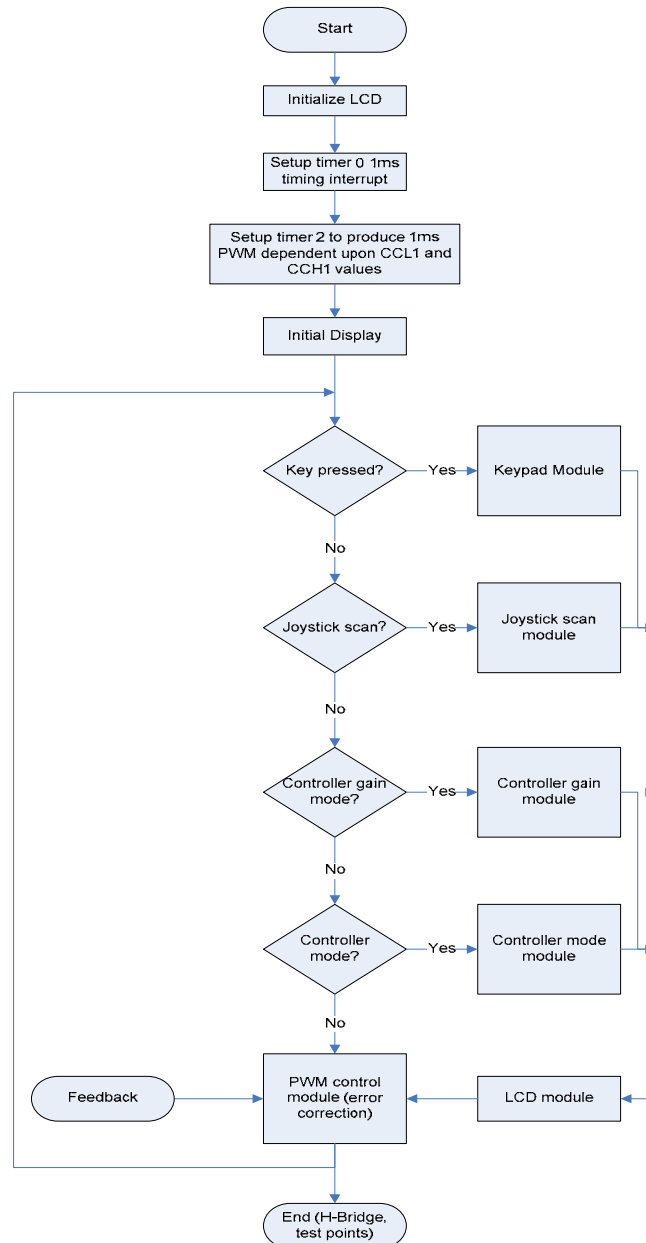 Start
Initialize LCD
Setup timer 0 1ms
timing interrupt
Setup timer 2 to produce 1ms
PWM dependent upon CCL1 and
CCH1 values
Initial Display
Key pressed?
Yes
Keypad Module
No
Joystick scan?
Yes
Joystick scan
module
No
Controller gain
mode?
Yes
Controller gain
module
No
Controller
mode?
Yes
Controller mode
module
No
Feedback
PWM control
module (error
correction)
LCD module
End (H-Bridge,
test points)